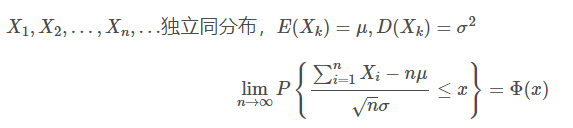 X₁, X₂, …, Xₙ, …独立同分布，E(Xₖ) = μ, D(Xₖ) = σ²
lim_{n→∞} P { (∑_{i=1}^{n} Xᵢ − nμ) / (√n σ) ≤ x } = Φ(x)